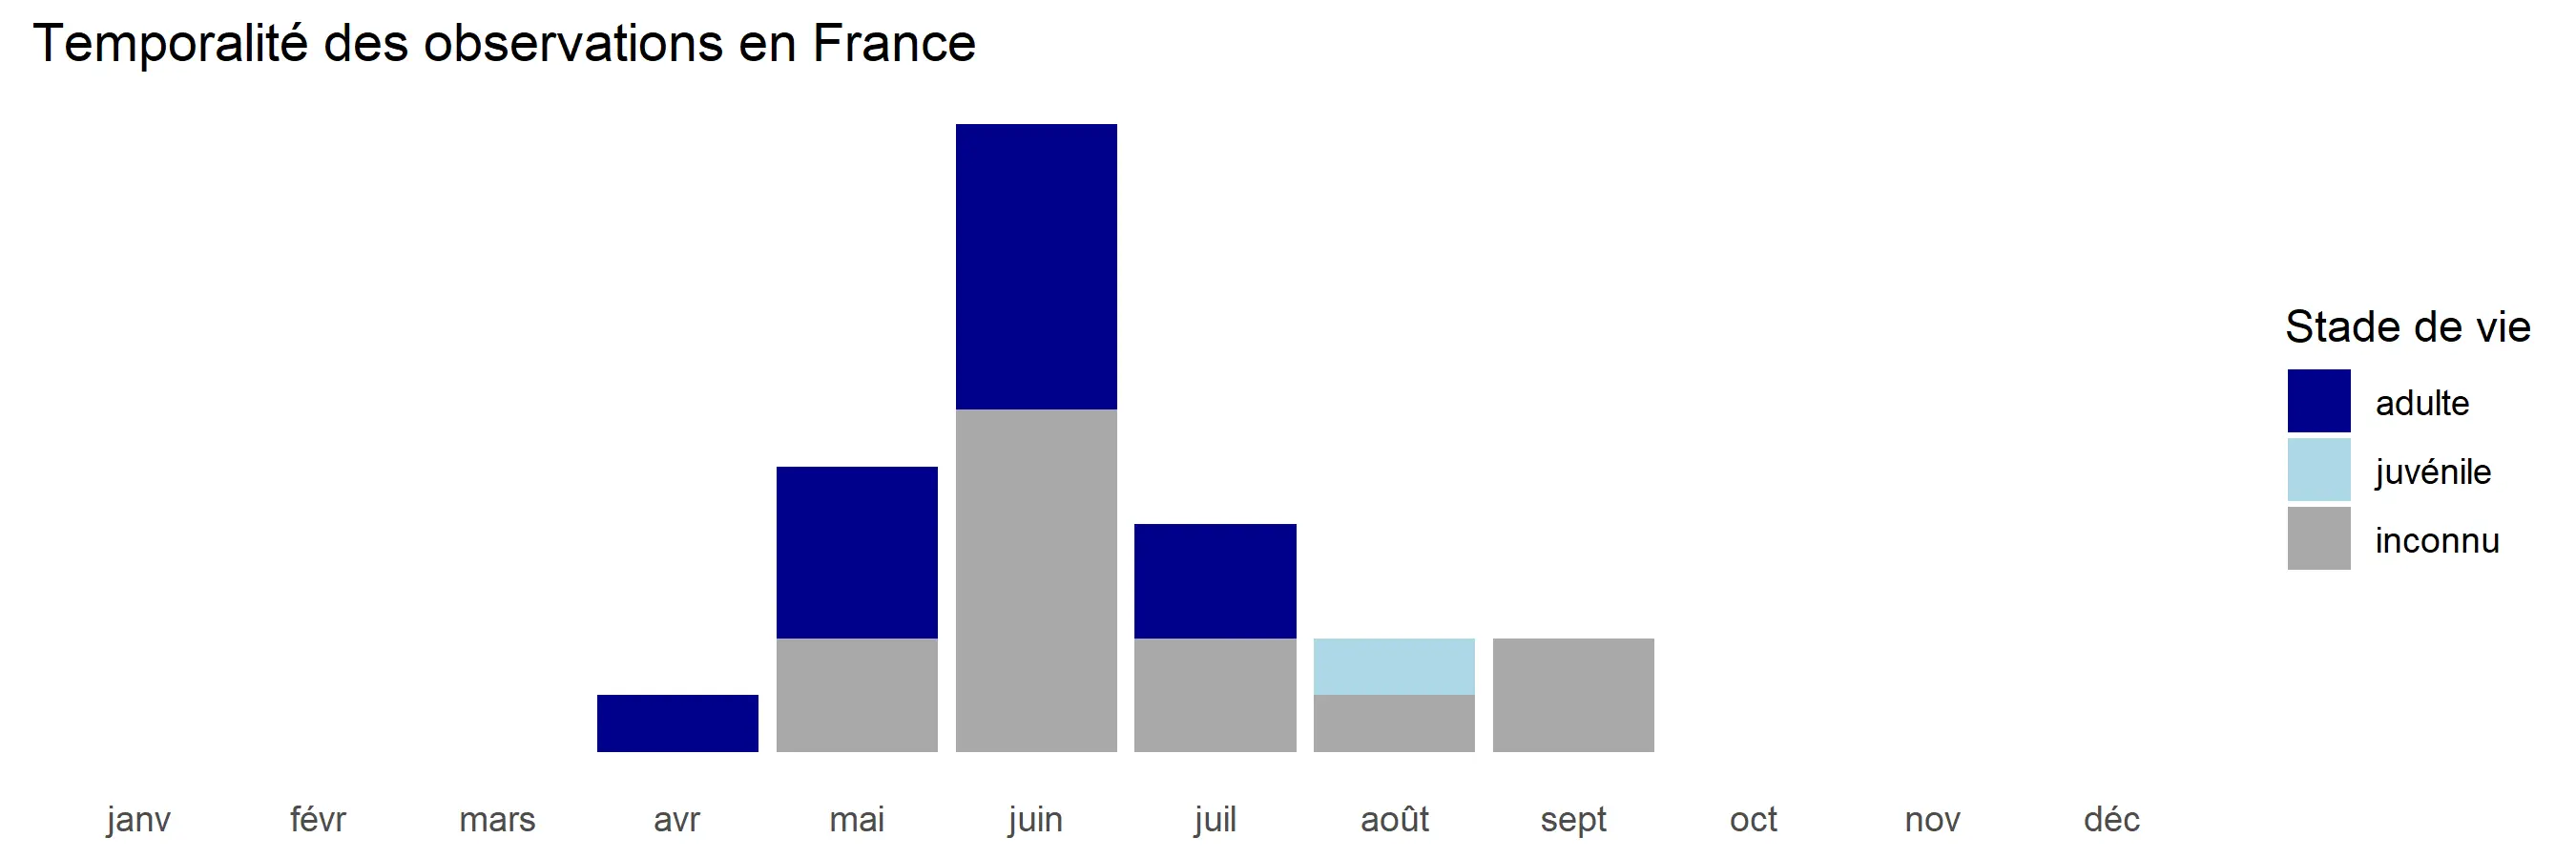 Temporalité des observations en France
Stade de vie
adulte
juvénile
inconnu
janv févr mars avr mai juin juil août sept oct nov déc